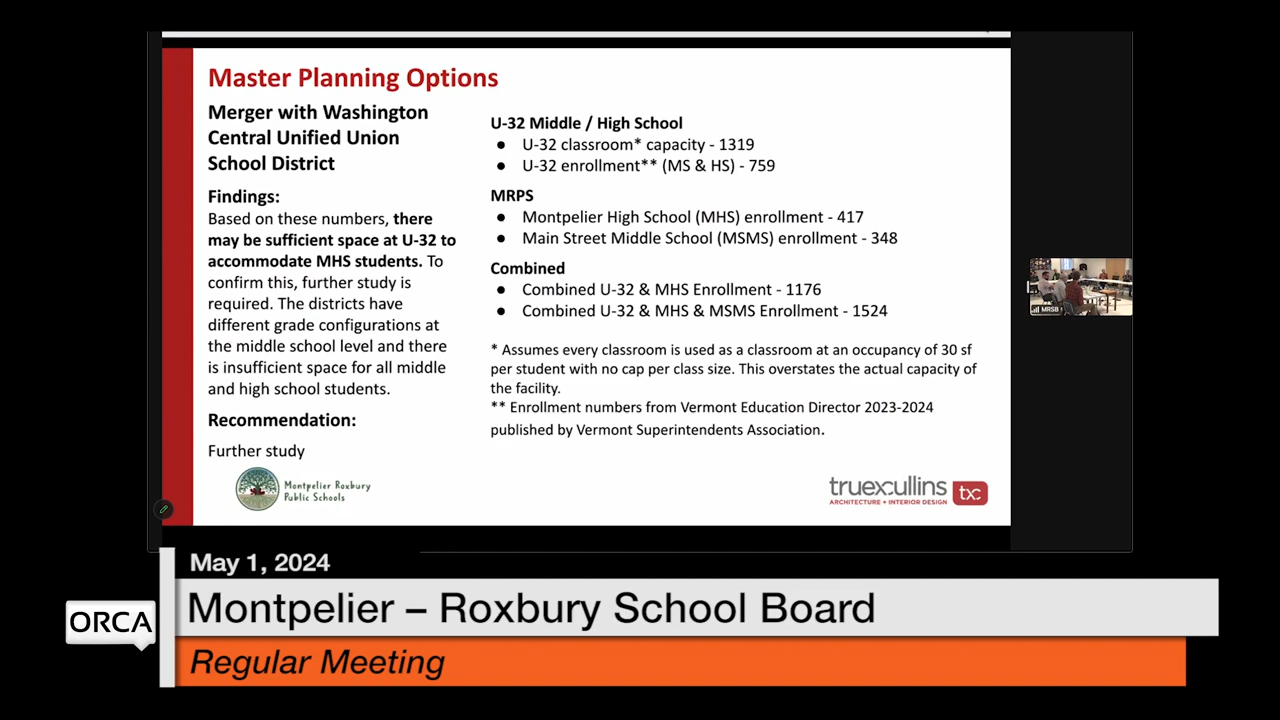 Master Planning Options
Merger with Washington
Central Unified Union
School District
Findings:
Based on these numbers, there
may be sufficient space at U-32 to
accommodate MHS students. To
confirm this, further study is
required. The districts have
different grade configurations at
the middle school level and there
is insufficient space for all middle
and high school students.
Recommendation:
Further study
U-32 Middle / High School
● U-32 classroom* capacity - 1319
● U-32 enrollment** (MS & HS) - 759
MRPS
● Montpelier High School (MHS) enrollment - 417
● Main Street Middle School (MSMS) enrollment - 348
Combined
● Combined U-32 & MHS Enrollment - 1176
● Combined U-32 & MHS & MSMS Enrollment - 1524
* Assumes every classroom is used as a classroom at an occupancy of 30 sf
per student with no cap per class size. This overstates the actual capacity of
the facility.
** Enrollment numbers from Vermont Education Director 2023-2024
published by Vermont Superintendents Association.
Montpelier Roxbury
Public Schools
truexcullins
ARCHITECTURE + INTERIOR DESIGN
txc
MRSB
May 1, 2024
ORCA
Montpelier – Roxbury School Board
Regular Meeting